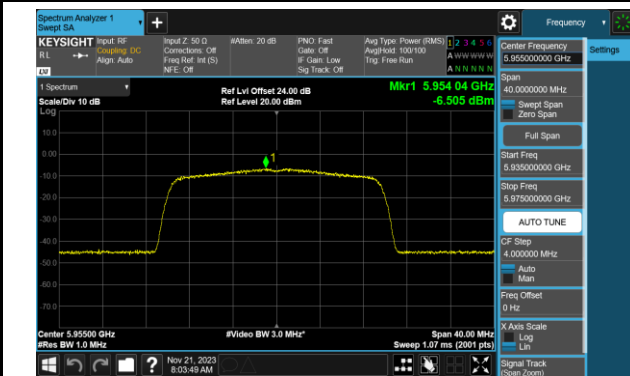 Spectrum Analyzer 1
Swept SA
Frequency
KEYSIGHT
Input: RF
Coupling: DC
Align: Auto
Input Z: 50 Ω
Corrections: Off
Freq Ref: Int (S)
NFE: Off
#Atten: 20 dB
PNO: Fast
Gate: Off
IF Gain: Low
Sig Track: Off
Avg Type: Power (RMS)
Avg|Hold: 100/100
Trig: Free Run
1 2 3 4 5 6
A W W W W W
A N N N N N
R L
LXI
1 Spectrum
Scale/Div 10 dB
Log
Ref Lvl Offset 24.00 dB
Ref Level 20.00 dBm
Mkr1 5.954 04 GHz
-6.505 dBm
10.0
0.00
-10.0
-20.0
-30.0
-40.0
-50.0
-60.0
-70.0
1
Center 5.95500 GHz
#Res BW 1.0 MHz
#Video BW 3.0 MHz*
Span 40.00 MHz
Sweep 1.07 ms (2001 pts)
Nov 21, 2023
8:03:49 AM
Center Frequency
5.955000000 GHz
Settings
Span
40.0000000 MHz
Swept Span
Zero Span
Full Span
Start Freq
5.935000000 GHz
Stop Freq
5.975000000 GHz
AUTO TUNE
CF Step
4.000000 MHz
Auto
Man
Freq Offset
0 Hz
X Axis Scale
Log
Lin
Signal Track
(Span Zoom)